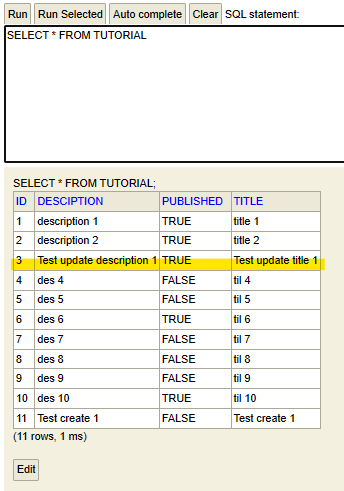 Run Run Selected Auto complete Clear SQL statement:
SELECT * FROM TUTORIAL
SELECT * FROM TUTORIAL;
ID DESCIPTION PUBLISHED TITLE
1 description 1 TRUE title 1
2 description 2 TRUE title 2
3 Test update description 1 TRUE Test update title 1
4 des 4 FALSE til 4
5 des 5 FALSE til 5
6 des 6 TRUE til 6
7 des 7 FALSE til 7
8 des 8 FALSE til 8
9 des 9 FALSE til 9
10 des 10 TRUE til 10
11 Test create 1 FALSE Test create 1
(11 rows, 1 ms)
Edit